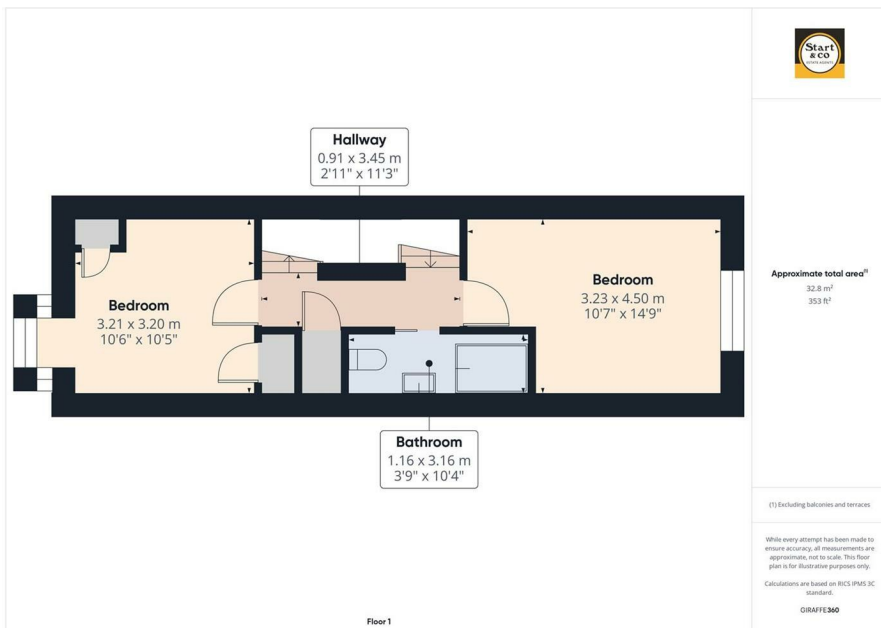 Hallway
0.91 x 3.45 m
2'11" x 11'3"
Bedroom
3.21 x 3.20 m
10'6" x 10'5"
Bedroom
3.23 x 4.50 m
10'7" x 14'9"
Bathroom
1.16 x 3.16 m
3'9" x 10'4"
Floor 1
Start
& CO
ESTATE AGENTS
Approximate total area(1)
32.8 m²
353 ft²
(1) Excluding balconies and terraces
While every attempt has been made to
ensure accuracy, all measurements are
approximate, not to scale. This floor
plan is for illustrative purposes only.
Calculations are based on RICS IPMS 3C
standard.
GIRAFFE360